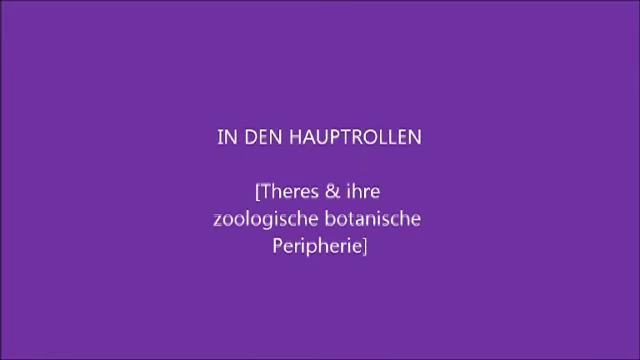 IN DEN HAUPTROLLEN
[Theres & ihre
zoologische botanische
Peripherie]